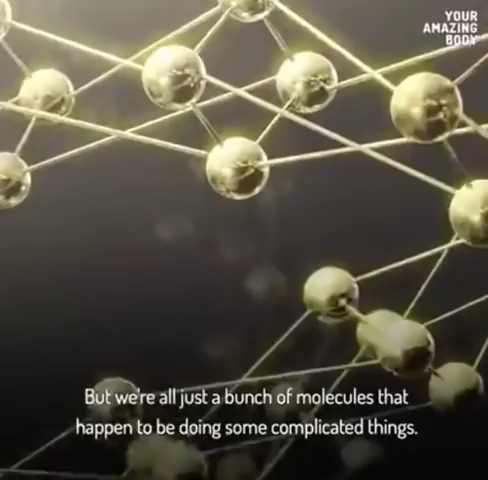 YOUR
AMAZING
BODY
But we're all just a bunch of molecules that
happen to be doing some complicated things.